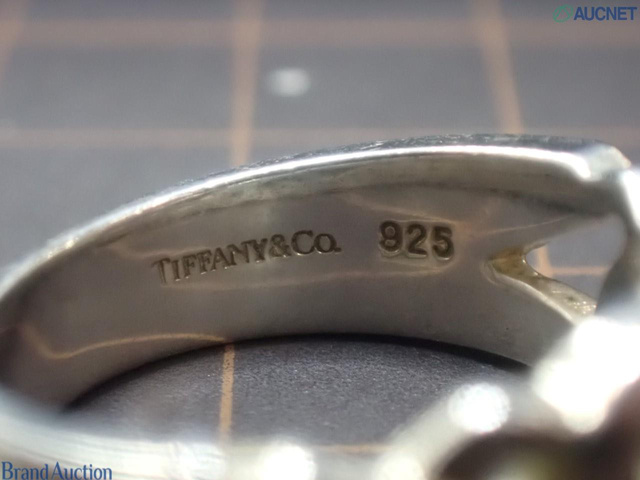 AUCNET
TIFFANY&CO. 925
Brand Auction